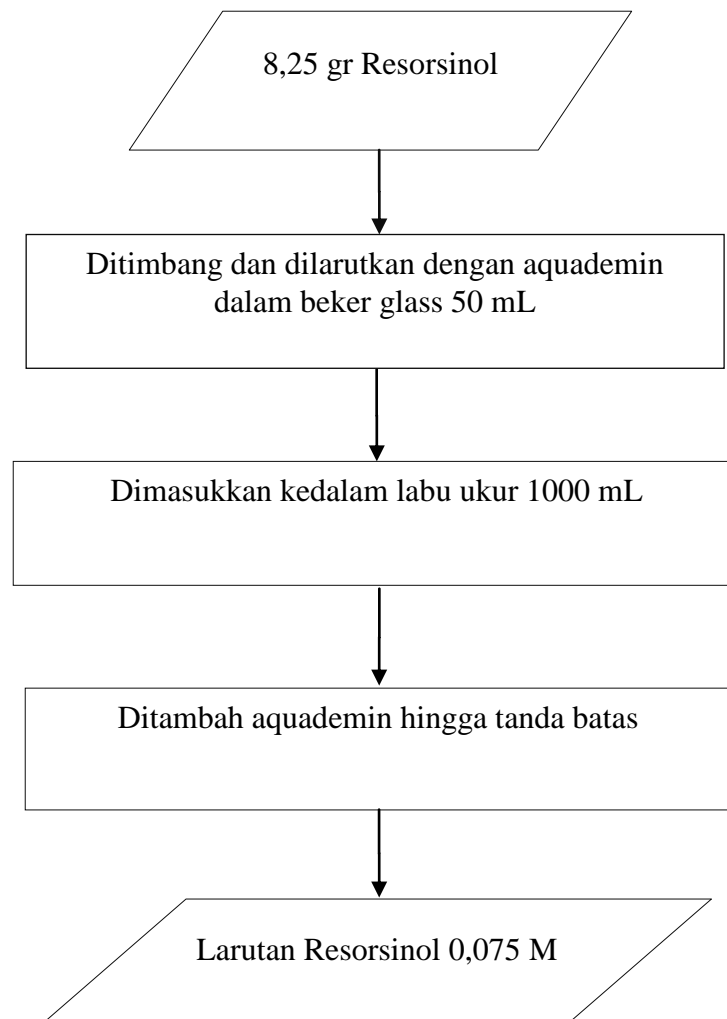 8,25 gr Resorsinol
Ditimbang dan dilarutkan dengan aquademin
dalam beker glass 50 mL
Dimasukkan kedalam labu ukur 1000 mL
Ditambah aquademin hingga tanda batas
Larutan Resorsinol 0,075 M